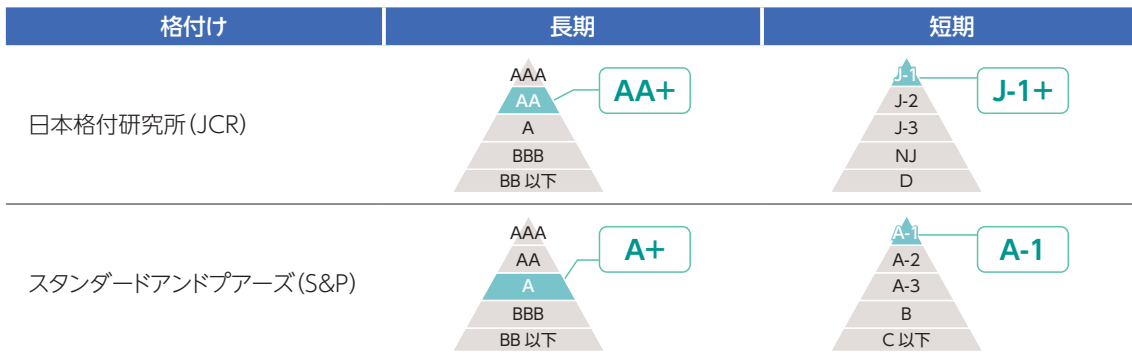 格付け 長期 短期
日本格付研究所(JCR)
AAA
AA
A
BBB
BB 以下
AA+
J-1
J-2
J-3
NJ
D
J-1+
スタンダードアンドプアーズ(S&P)
AAA
AA
A
BBB
BB 以下
A+
A-1
A-2
A-3
B
C 以下
A-1